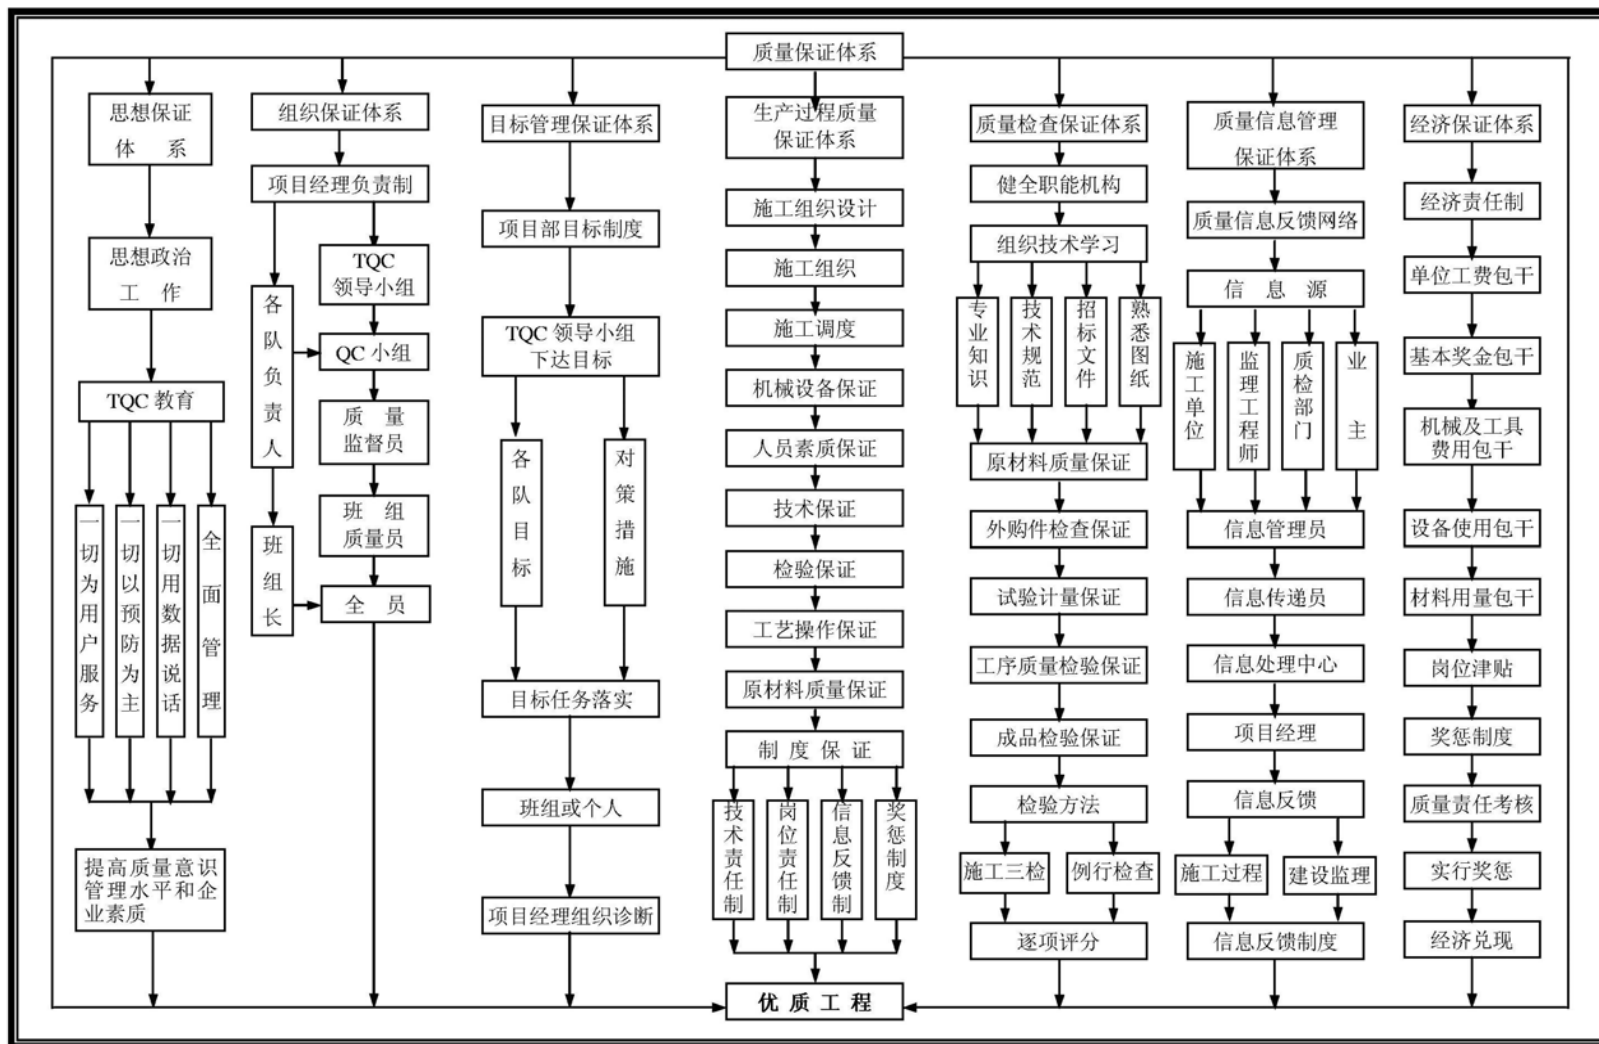 质量保证体系
思想保证
体 系
思想政治
工 作
TQC 教育
一切为用户服务
一切以预防为主
一切用数据说话
全面管理
提高质量意识
管理水平和企
业素质
组织保证体系
项目经理负责制
各队负责人
班组长
TQC
领导小组
QC 小组
质 量
监督员
班 组
质量员
全 员
目标管理保证体系
项目部目标制度
TQC 领导小组
下达目标
各队目标
对策措施
目标任务落实
班组或个人
项目经理组织诊断
生产过程质量
保证体系
施工组织设计
施工组织
施工调度
机械设备保证
人员素质保证
技术保证
检验保证
工艺操作保证
原材料质量保证
制 度 保 证
技术责任制
岗位责任制
信息反馈制
奖惩制度
优 质 工 程
质量检查保证体系
健全职能机构
组织技术学习
专业知识
技术规范
招标文件
熟悉图纸
原材料质量保证
外购件检查保证
试验计量保证
工序质量检验保证
成品检验保证
检验方法
施工三检
例行检查
逐项评分
质量信息管理
保证体系
质量信息反馈网络
信 息 源
施工单位
监理工程师
质检部门
业主
信息管理员
信息传递员
信息处理中心
项目经理
信息反馈
施工过程
建设监理
信息反馈制度
经济保证体系
经济责任制
单位工费包干
基本奖金包干
机械及工具
费用包干
设备使用包干
材料用量包干
岗位津贴
奖惩制度
质量责任考核
实行奖惩
经济兑现